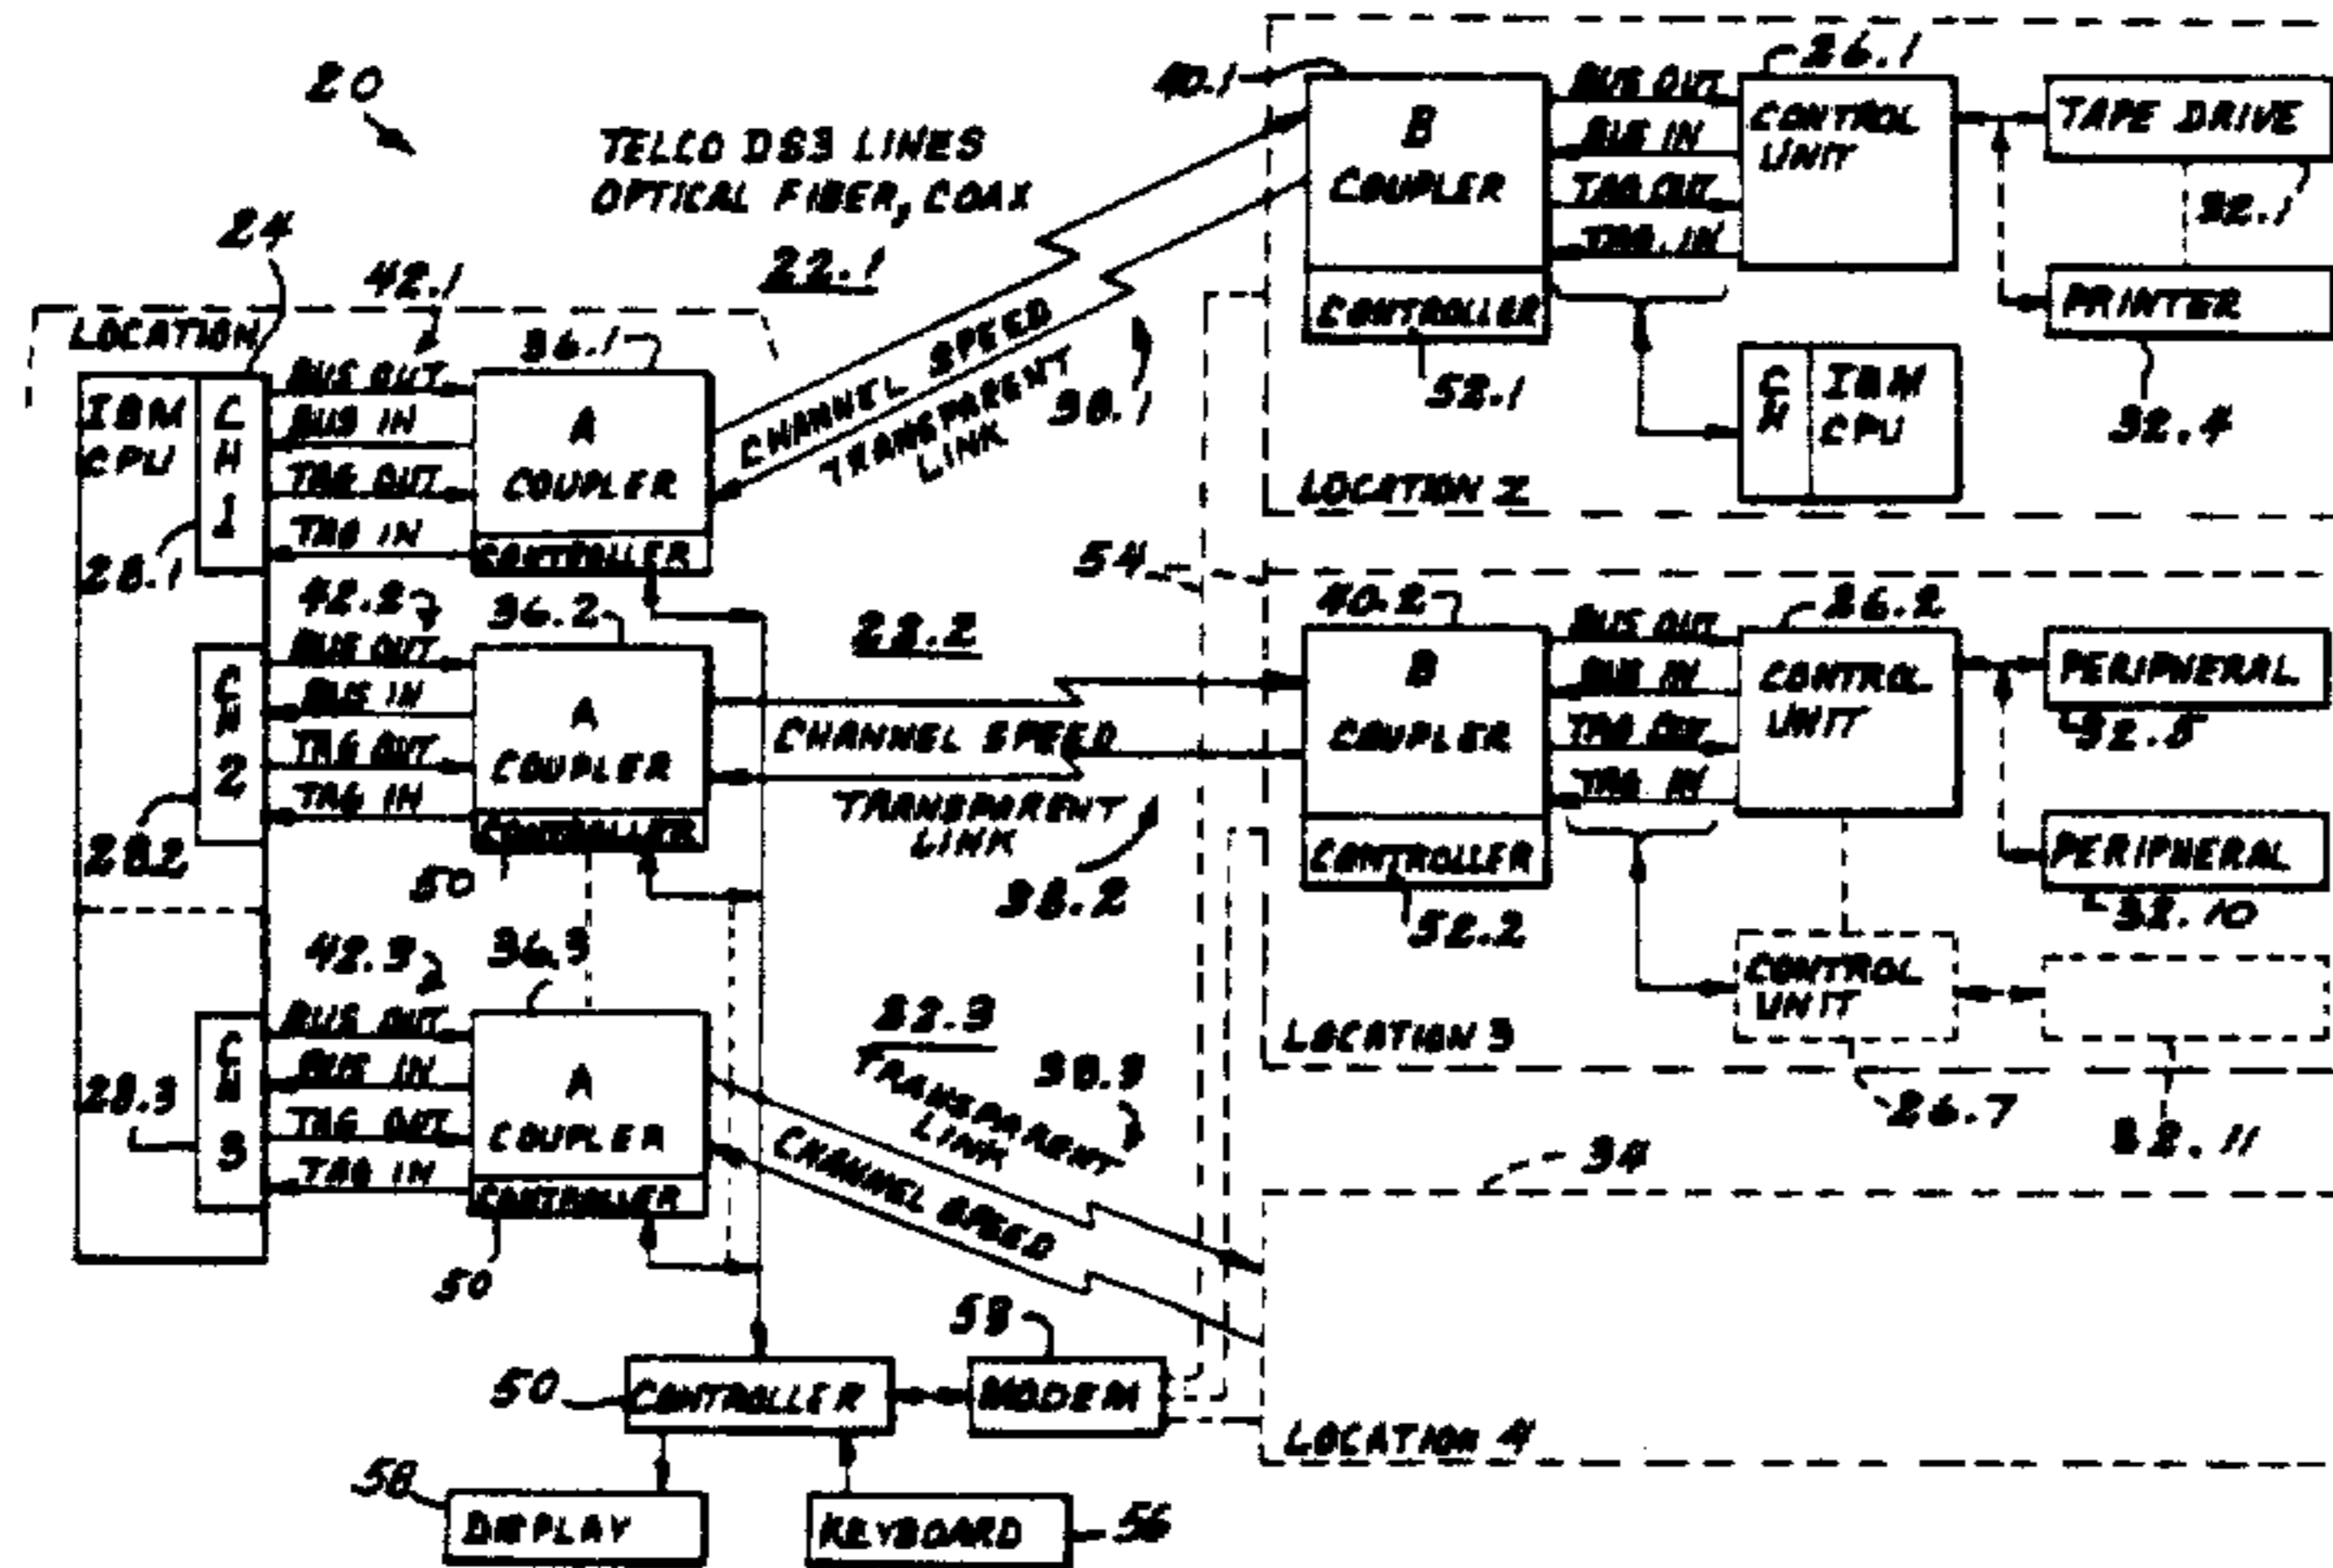 20
TELCO DS3 LINES
OPTICAL FIBER, COAX
22.1
24
42.1
LOCATION
IBM
CPU
CH 1
28.1
BUS OUT
BUS IN
TAG OUT
TAG IN
36.1
A
COUPLER
CONTROLLER
CHANNEL SPEED
TRANSPARENT
LINK
38.1
40.1
B
COUPLER
CONTROLLER
52.1
BUS OUT
BUS IN
TAG OUT
TAG IN
26.1
CONTROL
UNIT
TAPE DRIVE
32.1
PRINTER
32.4
CH
IBM
CPU
LOCATION 2
54
42.2
CH 2
28.2
BUS OUT
BUS IN
TAG OUT
TAG IN
36.2
A
COUPLER
CONTROLLER
50
22.2
CHANNEL SPEED
TRANSPARENT
LINK
38.2
40.2
B
COUPLER
CONTROLLER
52.2
BUS OUT
BUS IN
TAG OUT
TAG IN
26.2
CONTROL
UNIT
PERIPHERAL
PERIPHERAL
32.10
CONTROL
UNIT
26.7
32.11
LOCATION 3
42.3
CH 3
28.3
BUS OUT
BUS IN
TAG OUT
TAG IN
36.3
A
COUPLER
CONTROLLER
50
TRANSPARENT
LINK
CHANNEL SPEED
38.3
34
LOCATION 4
50
CONTROLLER
58
MODEM
58
DISPLAY
KEYBOARD
56